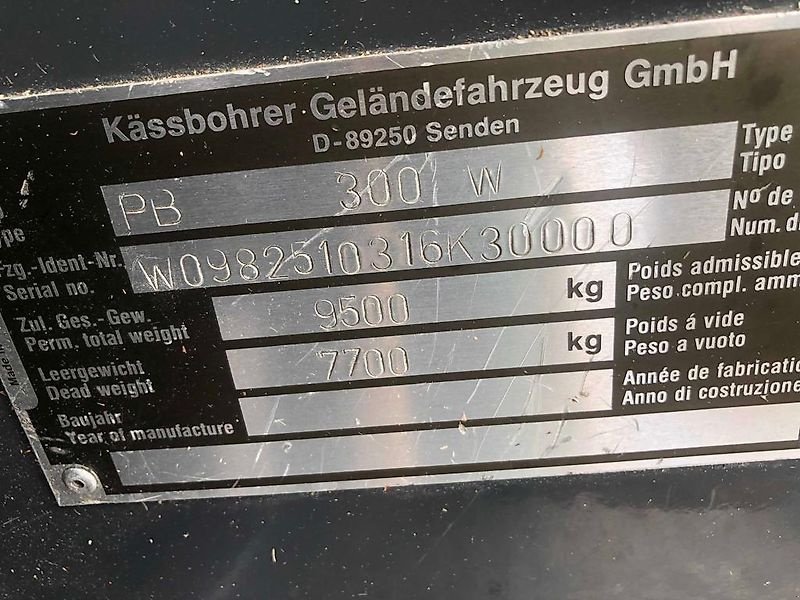 Kässbohrer Geländefahrzeug GmbH
D-89250 Senden
PB 300 W Type
Tipo
W0982510316K30000 Nº de
Fzg.-Ident-Nr. Num. d
Serial no.
Zul. Ges.-Gew. 9500 kg Poids admissible
Perm. total weight Peso compl. amm
Leergewicht 7700 kg Poids á vide
Dead weight Peso a vuoto
Baujahr Année de fabricatio
Year of manufacture Anno di costruzione
Made